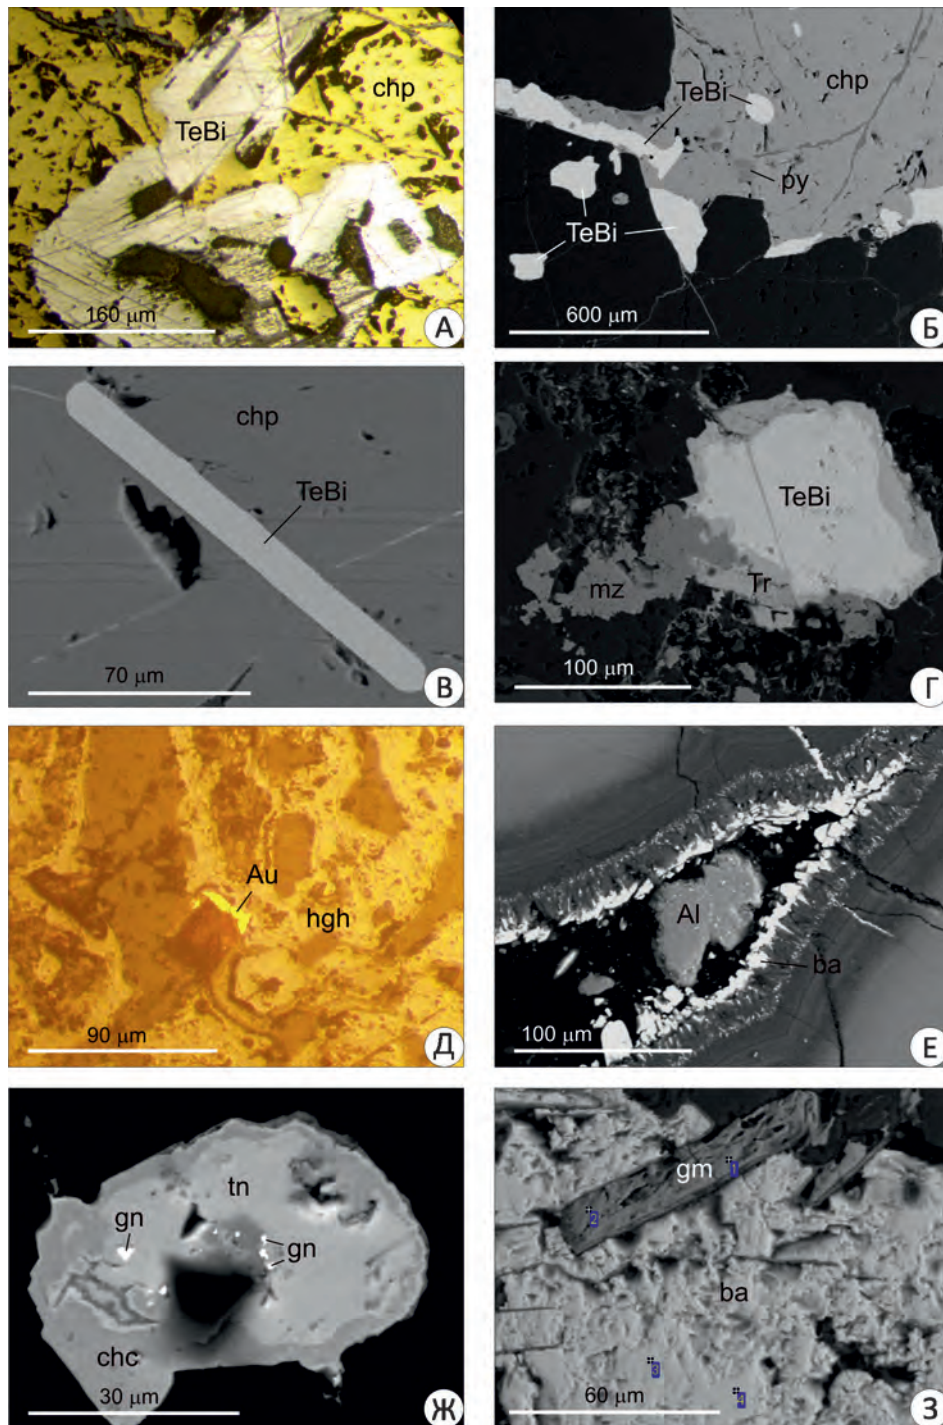 chp
TeBi
160 μm
А
chp
TeBi
py
TeBi
600 μm
Б
chp
TeBi
70 μm
В
TeBi
mz
Tr
100 μm
Г
Au
hgh
90 μm
Д
Al
ba
100 μm
Е
tn
gn
gn
chc
30 μm
Ж
gm
1
2
ba
3
60 μm
З